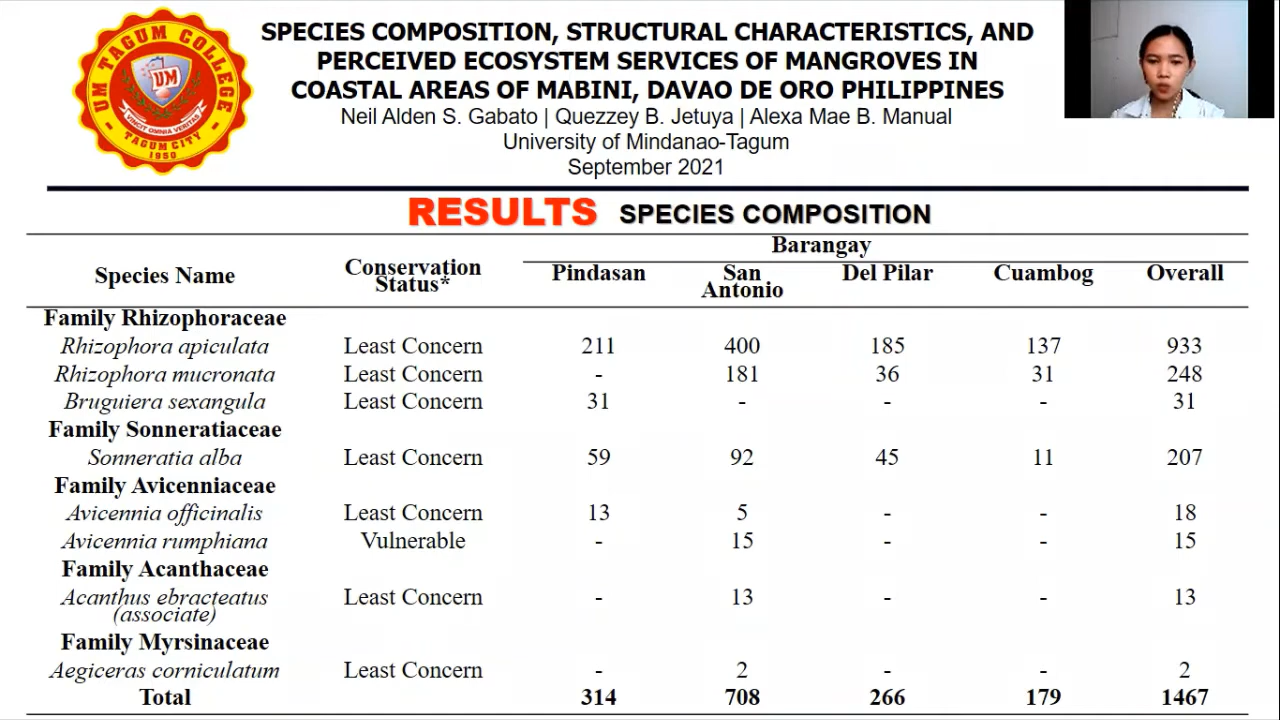 UM TAGUM COLLEGE
UM
VINCIT OMNIA VERITAS
TAGUM CITY
1950
SPECIES COMPOSITION, STRUCTURAL CHARACTERISTICS, AND
PERCEIVED ECOSYSTEM SERVICES OF MANGROVES IN
COASTAL AREAS OF MABINI, DAVAO DE ORO PHILIPPINES
Neil Alden S. Gabato | Quezzey B. Jetuya | Alexa Mae B. Manual
University of Mindanao-Tagum
September 2021
RESULTS SPECIES COMPOSITION
Species Name Conservation Status* Barangay
Pindasan San Antonio Del Pilar Cuambog Overall
Family Rhizophoraceae
Rhizophora apiculata Least Concern 211 400 185 137 933
Rhizophora mucronata Least Concern - 181 36 31 248
Bruguiera sexangula Least Concern 31 - - - 31
Family Sonneratiaceae
Sonneratia alba Least Concern 59 92 45 11 207
Family Avicenniaceae
Avicennia officinalis Least Concern 13 5 - - 18
Avicennia rumphiana Vulnerable - 15 - - 15
Family Acanthaceae
Acanthus ebracteatus (associate) Least Concern - 13 - - 13
Family Myrsinaceae
Aegiceras corniculatum Least Concern - 2 - - 2
Total 314 708 266 179 1467